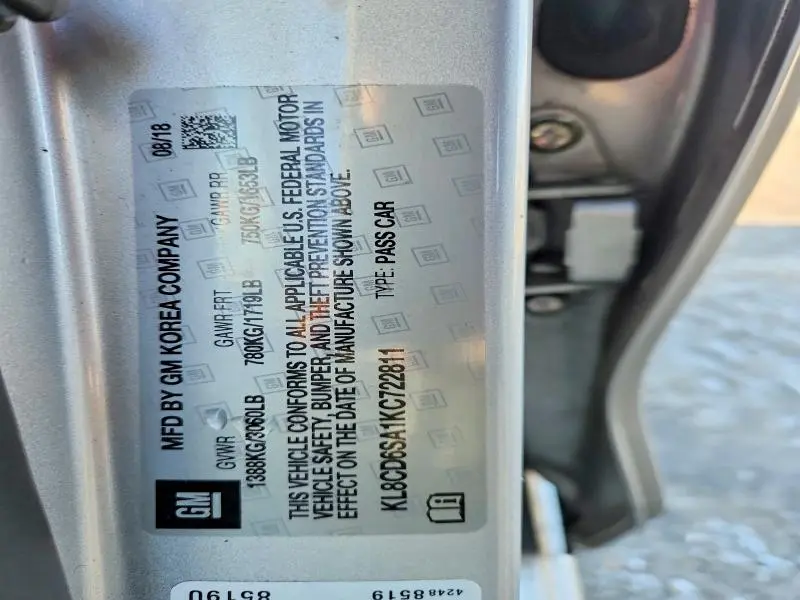 GM
MFD BY GM KOREA COMPANY 08/18
GVWR GAWR FRT GAWR RR
1388KG/3060LB 780KG/1719LB 750KG/1653LB
THIS VEHICLE CONFORMS TO ALL APPLICABLE U.S. FEDERAL MOTOR
VEHICLE SAFETY, BUMPER, AND THEFT PREVENTION STANDARDS IN
EFFECT ON THE DATE OF MANUFACTURE SHOWN ABOVE.
KL8CD6SA1KC722811 TYPE: PASS CAR
4248 8519